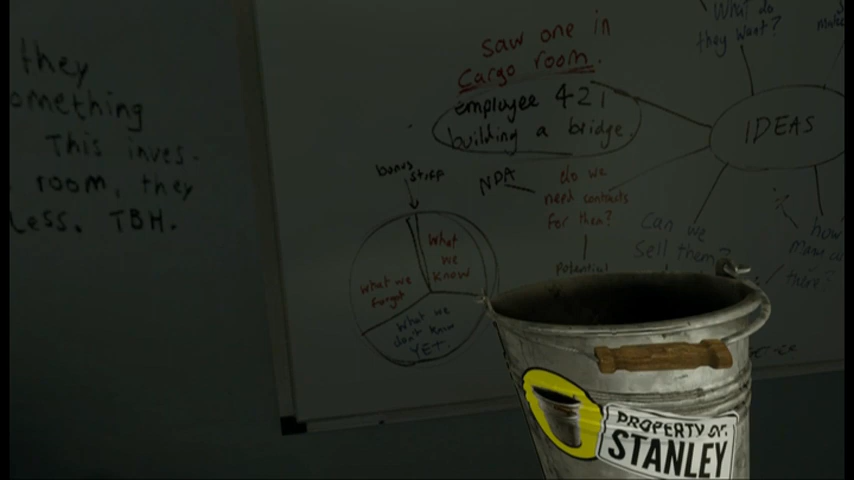 they
omething
This inves.
room, they
less. TBH.
saw one in
Cargo room.
employee 421
building a bridge.
What do
they want?
IDEAS
bonus
stuff
NDA
do we
need contracts
for them?
Potential
Can we
sell them?
how
many
there?
what we
forgot
What
we
know
What we
don't know
YET.
PROPERTY OF:
STANLEY